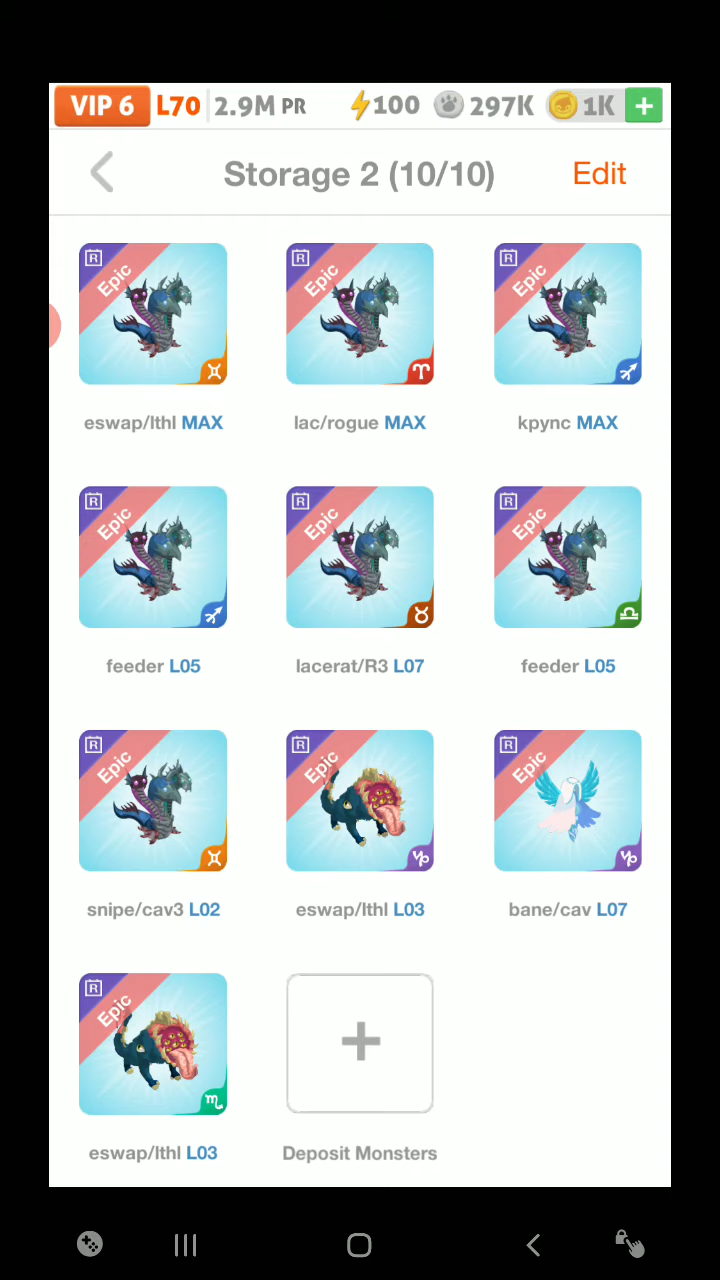 VIP 6 L70 2.9M PR 100 297K 1K +
Storage 2 (10/10) Edit
R Epic R Epic R Epic
eswap/lthl MAX lac/rogue MAX kpync MAX
R Epic R Epic R Epic
feeder L05 lacerat/R3 L07 feeder L05
R Epic R Epic R Epic
snipe/cav3 L02 eswap/lthl L03 bane/cav L07
R Epic
eswap/lthl L03 Deposit Monsters